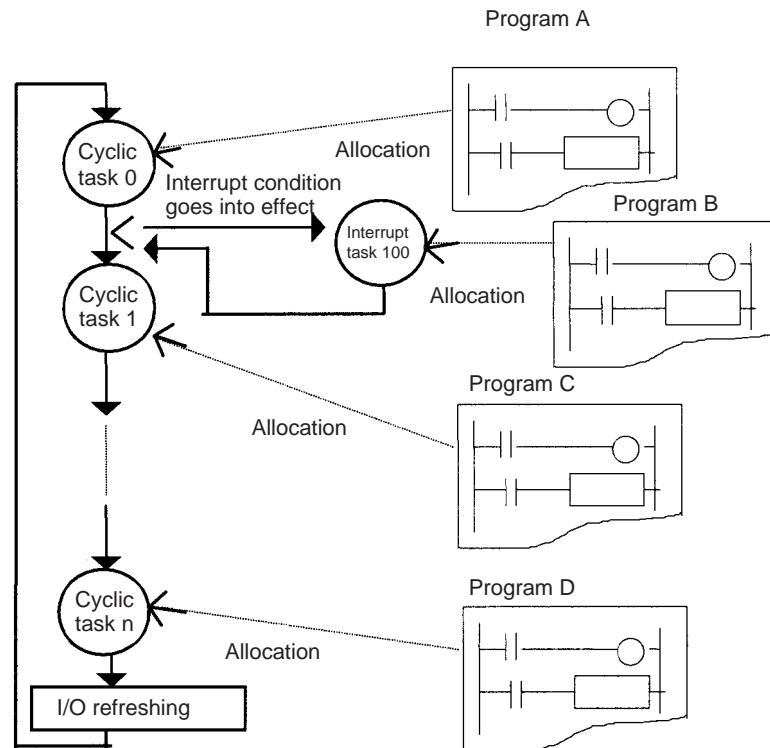 Program A
Cyclic
task 0
Allocation
Interrupt condition
goes into effect
Program B
Interrupt
task 100
Allocation
Cyclic
task 1
Program C
Allocation
Cyclic
task n
Program D
Allocation
I/O refreshing